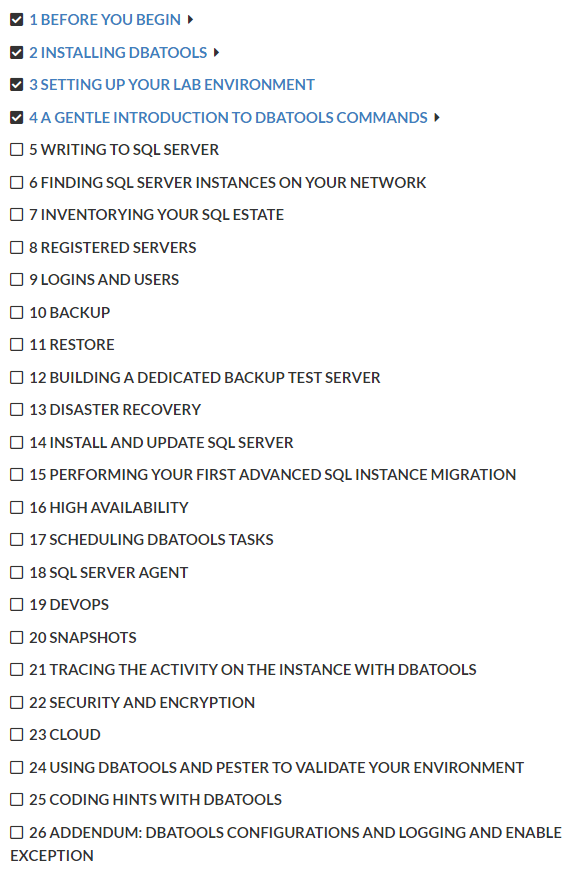 1 BEFORE YOU BEGIN
2 INSTALLING DBATOOLS
3 SETTING UP YOUR LAB ENVIRONMENT
4 A GENTLE INTRODUCTION TO DBATOOLS COMMANDS
5 WRITING TO SQL SERVER
6 FINDING SQL SERVER INSTANCES ON YOUR NETWORK
7 INVENTORYING YOUR SQL ESTATE
8 REGISTERED SERVERS
9 LOGINS AND USERS
10 BACKUP
11 RESTORE
12 BUILDING A DEDICATED BACKUP TEST SERVER
13 DISASTER RECOVERY
14 INSTALL AND UPDATE SQL SERVER
15 PERFORMING YOUR FIRST ADVANCED SQL INSTANCE MIGRATION
16 HIGH AVAILABILITY
17 SCHEDULING DBATOOLS TASKS
18 SQL SERVER AGENT
19 DEVOPS
20 SNAPSHOTS
21 TRACING THE ACTIVITY ON THE INSTANCE WITH DBATOOLS
22 SECURITY AND ENCRYPTION
23 CLOUD
24 USING DBATOOLS AND PESTER TO VALIDATE YOUR ENVIRONMENT
25 CODING HINTS WITH DBATOOLS
26 ADDENDUM: DBATOOLS CONFIGURATIONS AND LOGGING AND ENABLE
EXCEPTION